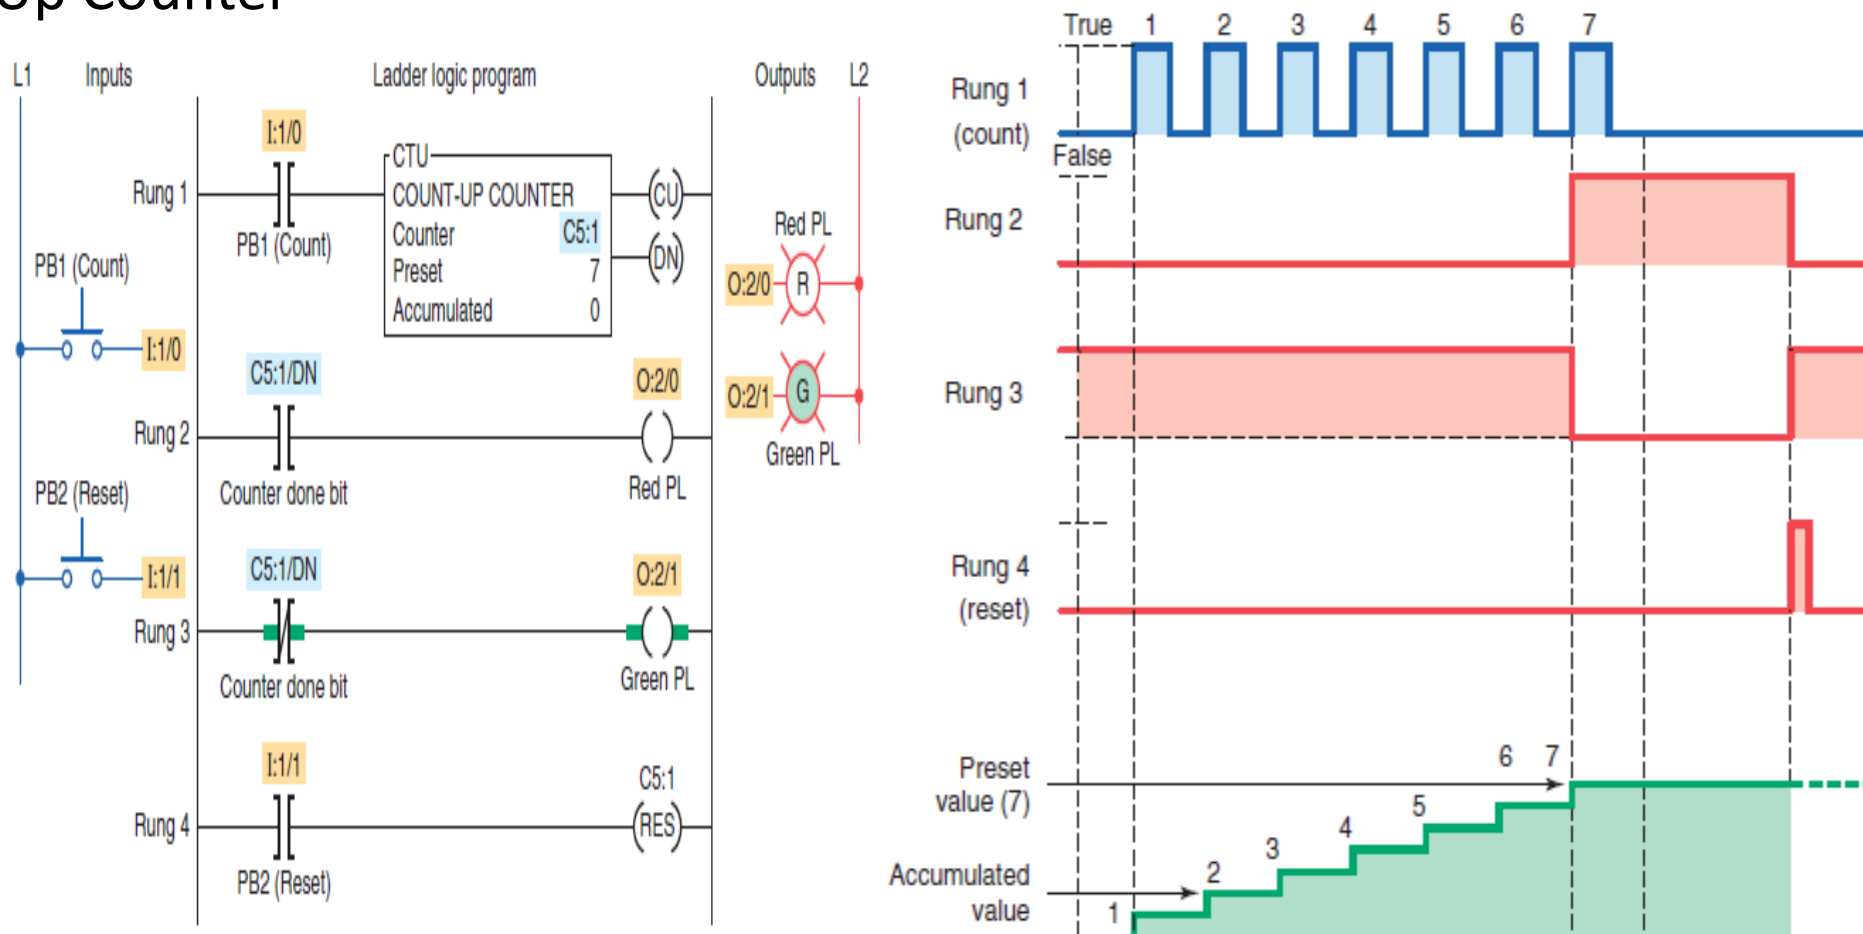 Up Counter
L1 Inputs Ladder logic program Outputs L2
I:1/0
Rung 1
PB1 (Count)
CTU
COUNT-UP COUNTER
Counter C5:1
Preset 7
Accumulated 0
CU
DN
PB1 (Count)
I:1/0
Red PL
O:2/0 R
O:2/1 G
Green PL
C5:1/DN
O:2/0
Rung 2
Counter done bit
Red PL
PB2 (Reset)
I:1/1
C5:1/DN
O:2/1
Rung 3
Counter done bit
Green PL
I:1/1
C5:1
Rung 4
RES
PB2 (Reset)
True 1 2 3 4 5 6 7
Rung 1
(count)
False
Rung 2
Rung 3
Rung 4
(reset)
Preset
value (7)
6 7
5
4
3
2
1
Accumulated
value